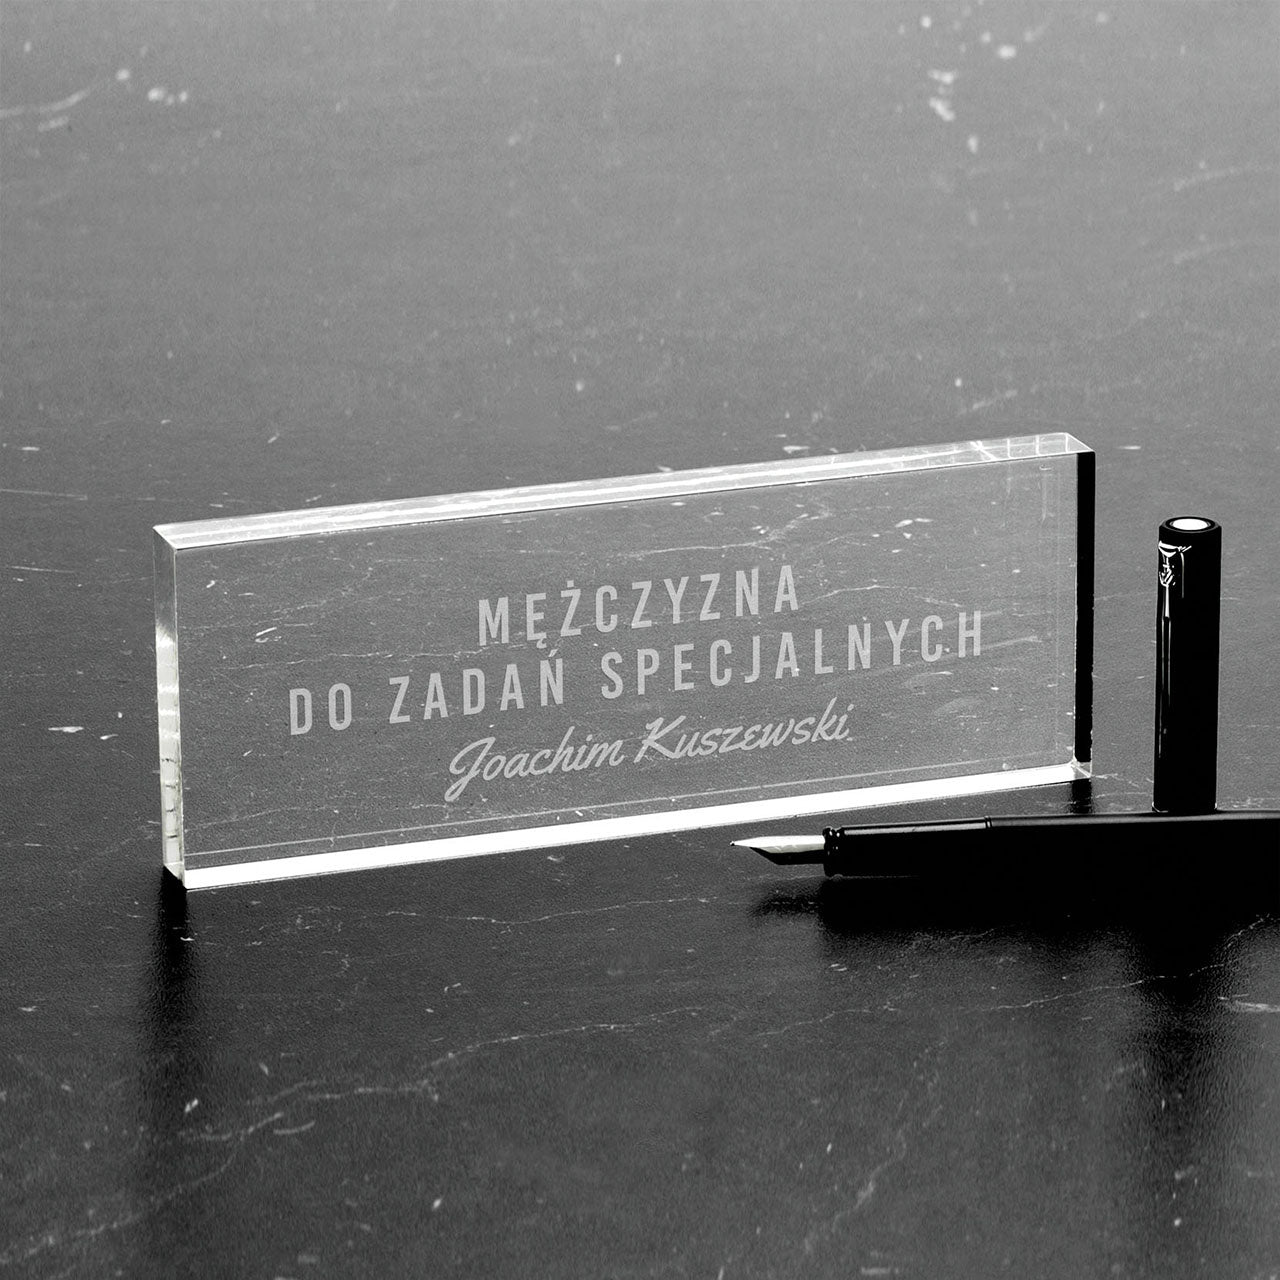 MĘŻCZYZNA
DO ZADAŃ SPECJALNYCH
Joachim Kuszewski